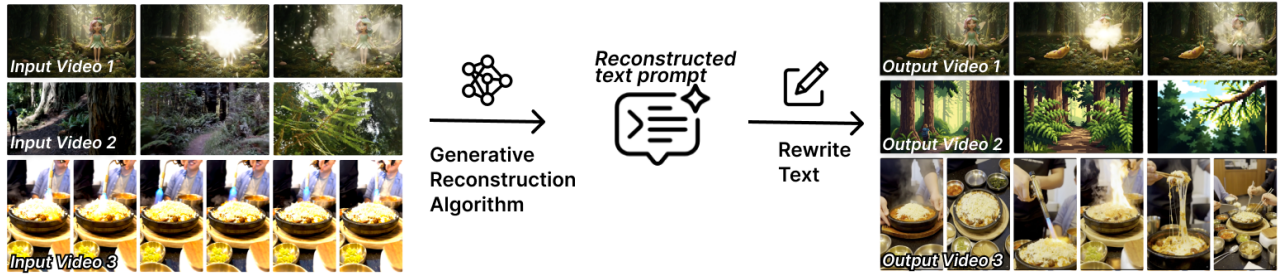 Input Video 1
Input Video 2
Input Video 3
Generative
Reconstruction
Algorithm
Reconstructed
text prompt
Rewrite
Text
Output Video 1
Output Video 2
Output Video 3